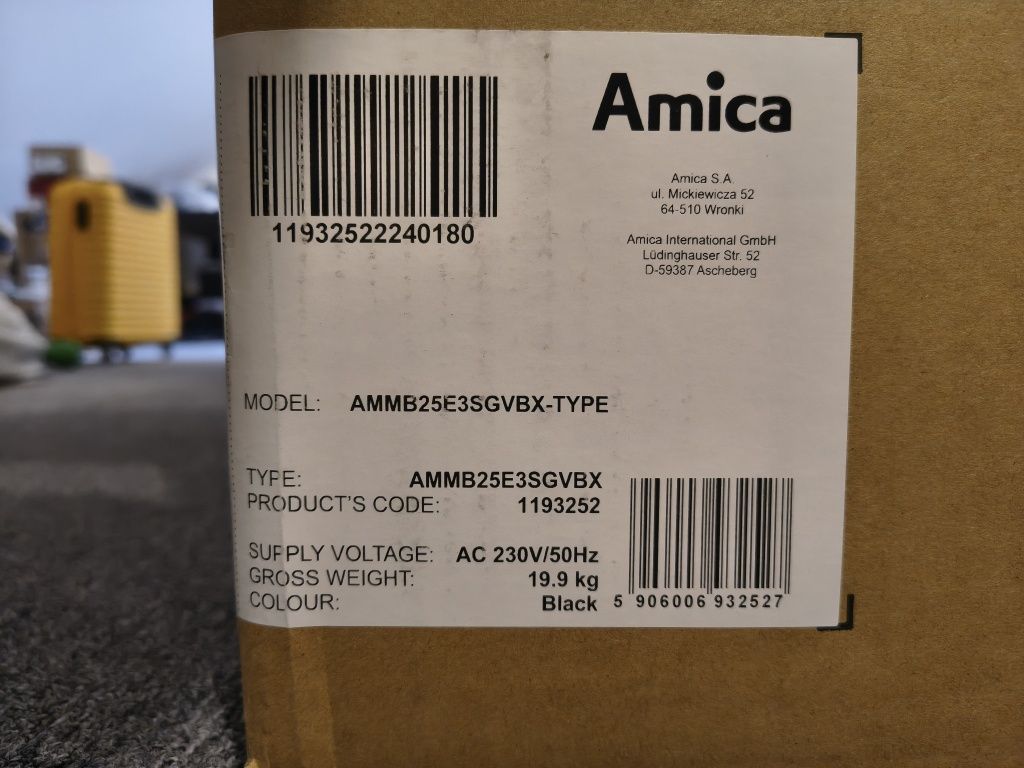 11932522240180
Amica
Amica S.A.
ul. Mickiewicza 52
64-510 Wronki
Amica International GmbH
Lüdinghauser Str. 52
D-59387 Ascheberg
MODEL: AMMB25E3SGVBX-TYPE
TYPE: AMMB25E3SGVBX
PRODUCT'S CODE: 1193252
SUPPLY VOLTAGE: AC 230V/50Hz
GROSS WEIGHT: 19.9 kg
COLOUR: Black
5 906006 932527